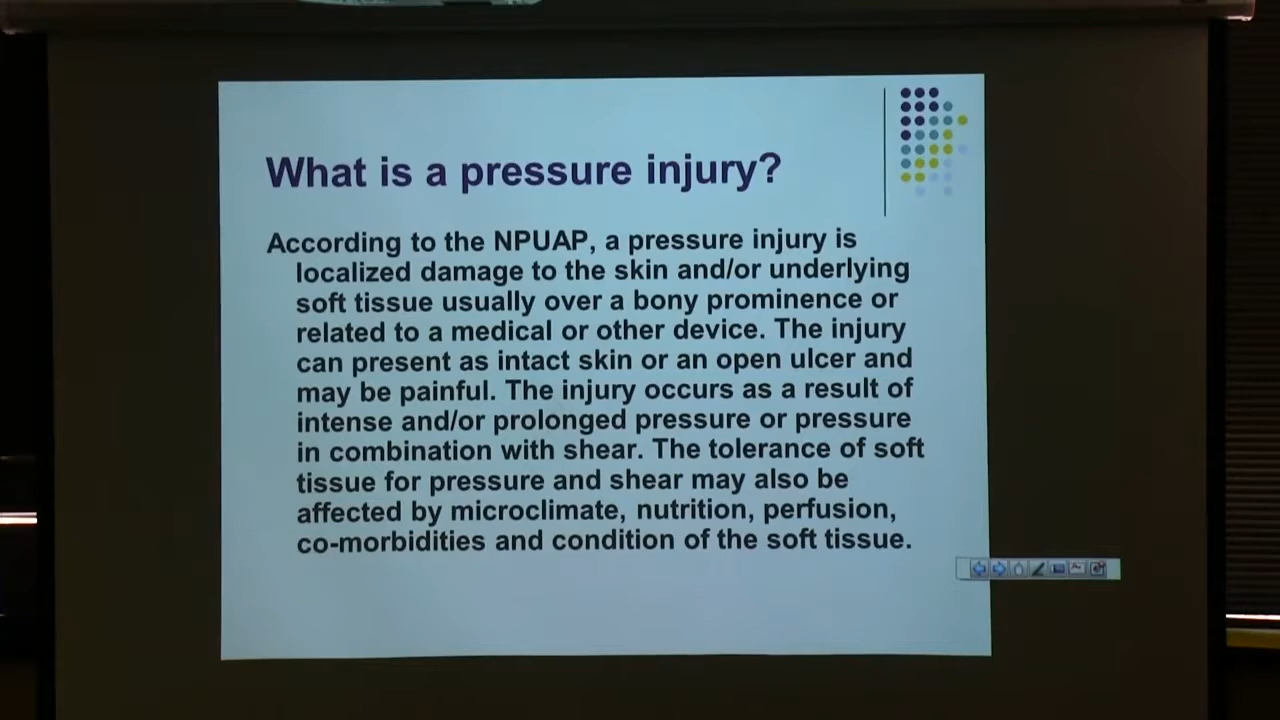 What is a pressure injury?
According to the NPUAP, a pressure injury is
localized damage to the skin and/or underlying
soft tissue usually over a bony prominence or
related to a medical or other device. The injury
can present as intact skin or an open ulcer and
may be painful. The injury occurs as a result of
intense and/or prolonged pressure or pressure
in combination with shear. The tolerance of soft
tissue for pressure and shear may also be
affected by microclimate, nutrition, perfusion,
co-morbidities and condition of the soft tissue.